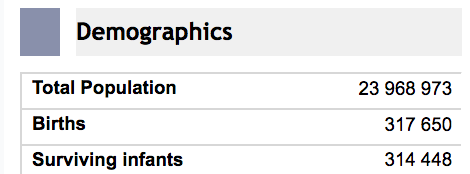 Demographics
Total Population 23 968 973
Births 317 650
Surviving infants 314 448